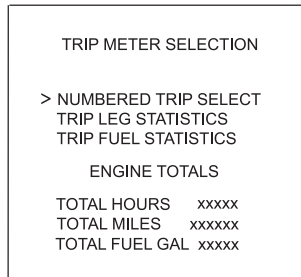 TRIP METER SELECTION
> NUMBERED TRIP SELECT
TRIP LEG STATISTICS
TRIP FUEL STATISTICS
ENGINE TOTALS
TOTAL HOURS xxxxx
TOTAL MILES xxxxxx
TOTAL FUEL GAL xxxxx